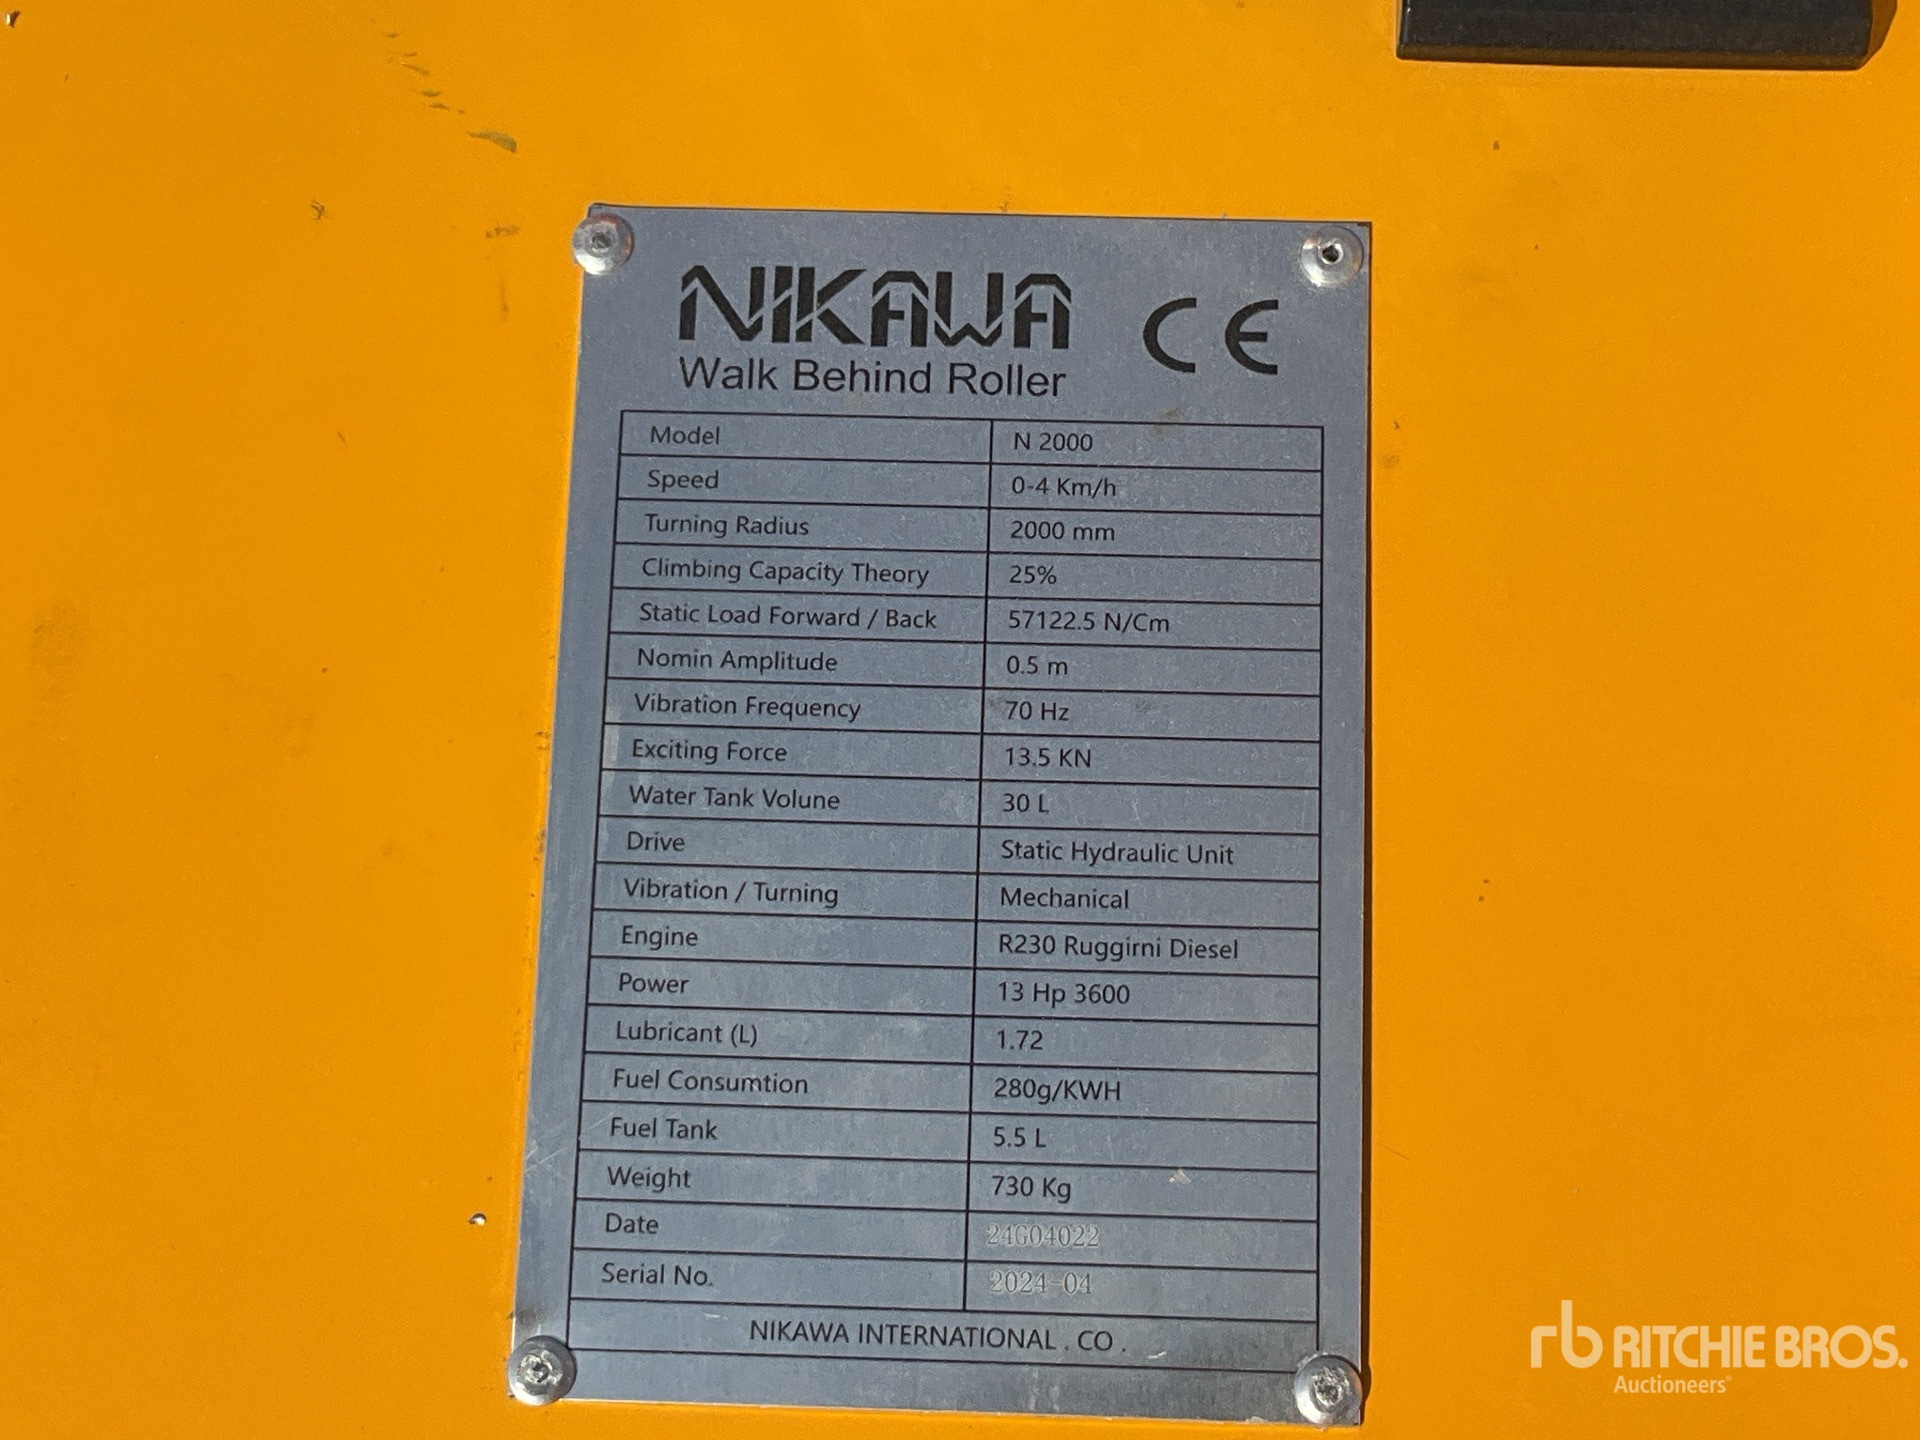 NIKAWA CE
Walk Behind Roller
Model N 2000
Speed 0-4 Km/h
Turning Radius 2000 mm
Climbing Capacity Theory 25%
Static Load Forward / Back 57122.5 N/Cm
Nomin Amplitude 0.5 m
Vibration Frequency 70 Hz
Exciting Force 13.5 KN
Water Tank Volune 30 L
Drive Static Hydraulic Unit
Vibration / Turning Mechanical
Engine R230 Ruggirni Diesel
Power 13 Hp 3600
Lubricant (L) 1.72
Fuel Consumtion 280g/KWH
Fuel Tank 5.5 L
Weight 730 Kg
Date 24G04022
Serial No. 2024-04
NIKAWA INTERNATIONAL . CO .
rb RITCHIE BROS.
Auctioneers